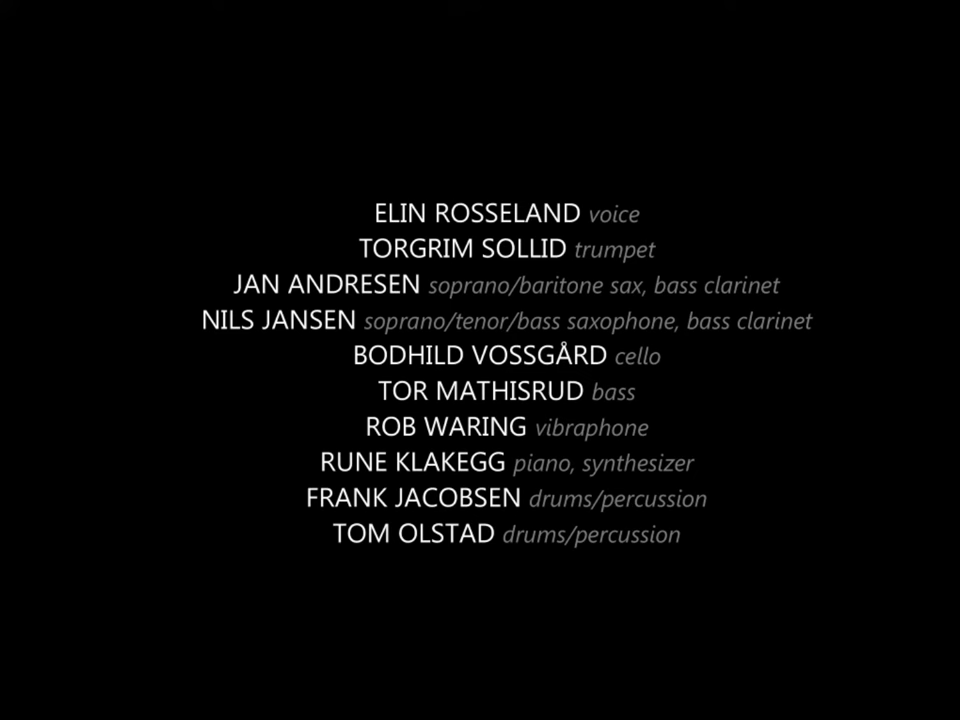 ELIN ROSSELAND voice
TORGRIM SOLLID trumpet
JAN ANDRESEN soprano/baritone sax, bass clarinet
NILS JANSEN soprano/tenor/bass saxophone, bass clarinet
BODHILD VOSSGÅRD cello
TOR MATHISRUD bass
ROB WARING vibraphone
RUNE KLAKEGG piano, synthesizer
FRANK JACOBSEN drums/percussion
TOM OLSTAD drums/percussion